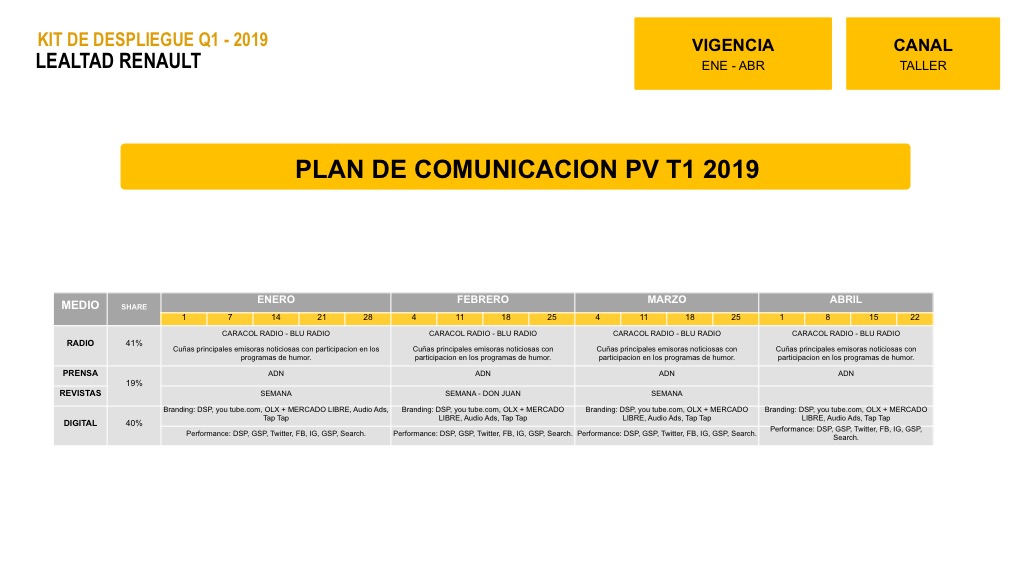 KIT DE DESPLIEGUE Q1 - 2019
LEALTAD RENAULT
VIGENCIA
ENE - ABR
CANAL
TALLER
PLAN DE COMUNICACION PV T1 2019
MEDIO SHARE ENERO FEBRERO MARZO ABRIL
1 7 14 21 28 4 11 18 25 4 11 18 25 1 8 15 22
RADIO
41%
CARACOL RADIO - BLU RADIO
Cuñas principales emisoras noticiosas con participacion en los
programas de humor.
CARACOL RADIO - BLU RADIO
Cuñas principales emisoras noticiosas con
participacion en los programas de humor.
CARACOL RADIO - BLU RADIO
Cuñas principales emisoras noticiosas con
participacion en los programas de humor.
CARACOL RADIO - BLU RADIO
Cuñas principales emisoras noticiosas con
participacion en los programas de humor.
PRENSA
19%
ADN ADN ADN ADN
REVISTAS
SEMANA SEMANA - DON JUAN SEMANA
DIGITAL
40%
Branding: DSP, you tube.com, OLX + MERCADO LIBRE, Audio Ads,
Tap Tap
Branding: DSP, you tube.com, OLX + MERCADO
LIBRE, Audio Ads, Tap Tap
Branding: DSP, you tube.com, OLX + MERCADO
LIBRE, Audio Ads, Tap Tap
Branding: DSP, you tube.com, OLX + MERCADO
LIBRE, Audio Ads, Tap Tap
Performance: DSP, GSP, Twitter, FB, IG, GSP, Search.
Performance: DSP, GSP, Twitter, FB, IG, GSP, Search.
Performance: DSP, GSP, Twitter, FB, IG, GSP, Search.
Performance: DSP, GSP, Twitter, FB, IG, GSP,
Search.